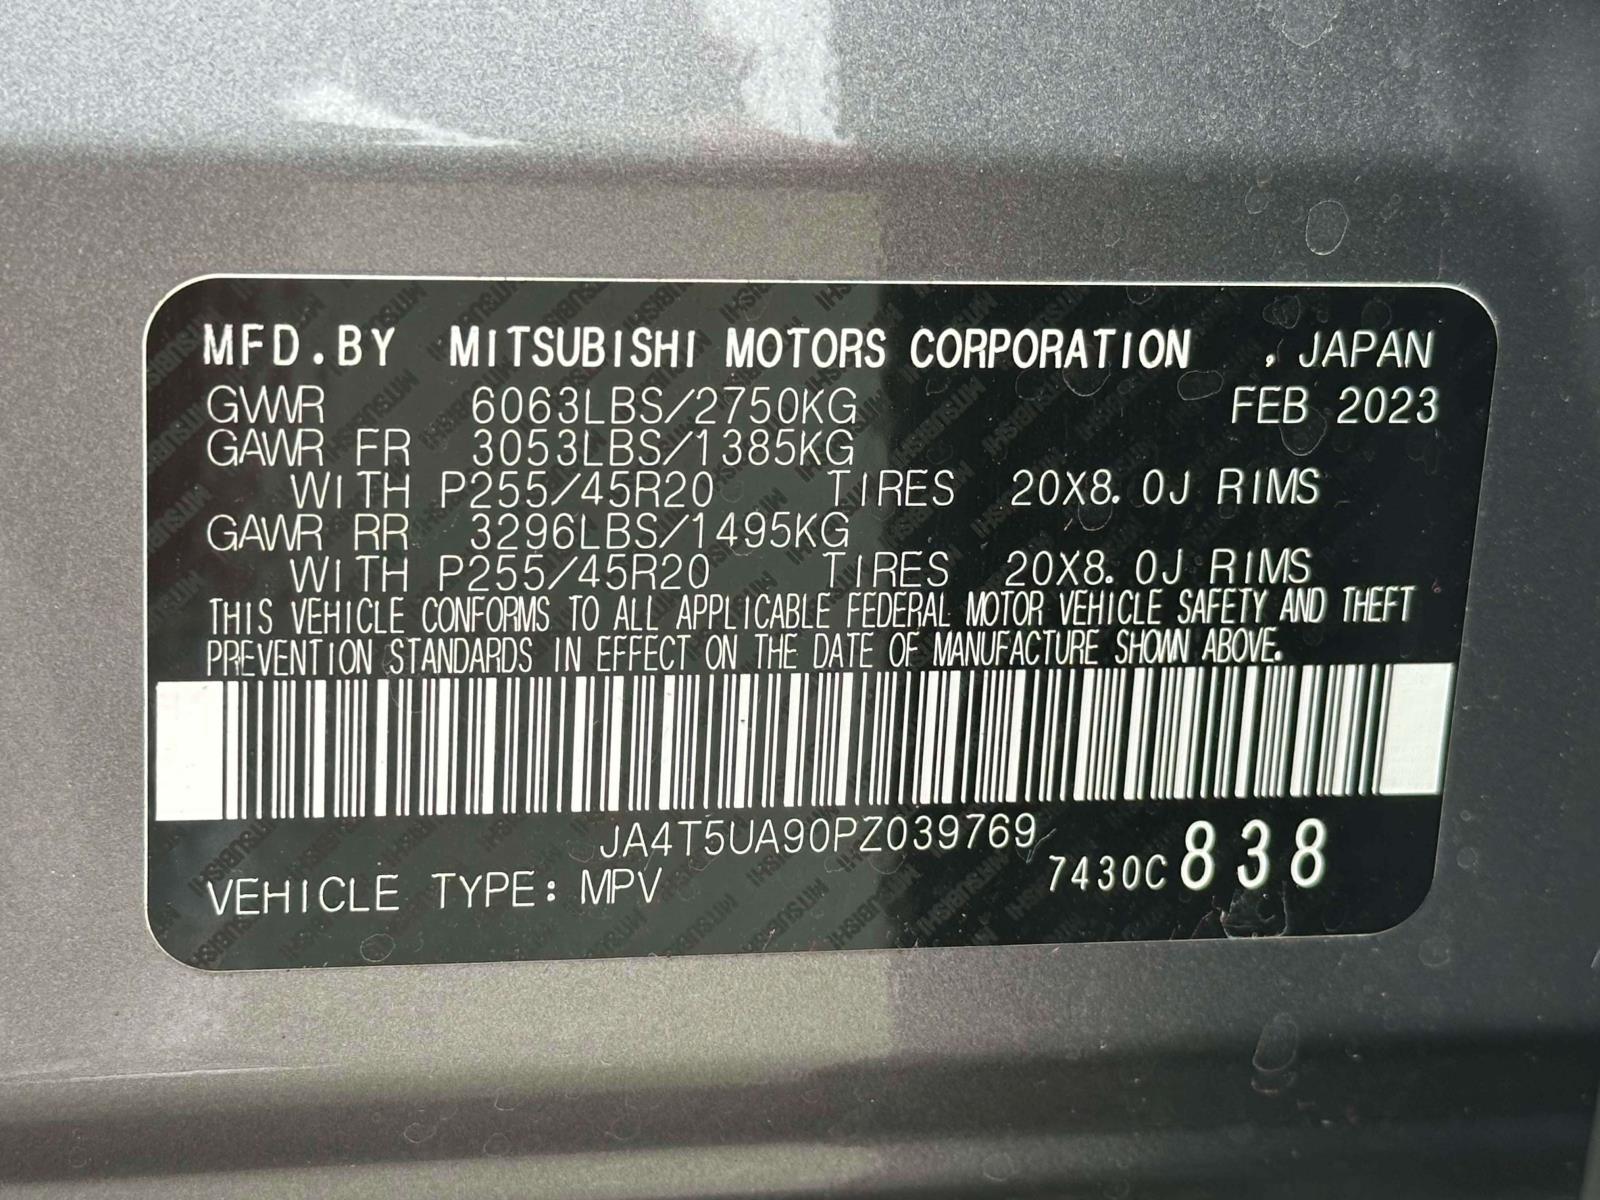 MFD.BY MITSUBISHI MOTORS CORPORATION , JAPAN
GVWR 6063LBS/2750KG FEB 2023
GAWR FR 3053LBS/1385KG
WITH P255/45R20 TIRES 20X8.0J RIMS
GAWR RR 3296LBS/1495KG
WITH P255/45R20 TIRES 20X8.0J RIMS
THIS VEHICLE CONFORMS TO ALL APPLICABLE FEDERAL MOTOR VEHICLE SAFETY AND THEFT
PREVENTION STANDARDS IN EFFECT ON THE DATE OF MANUFACTURE SHOWN ABOVE.
JA4T5UA90PZ039769
7430C 838
VEHICLE TYPE: MPV